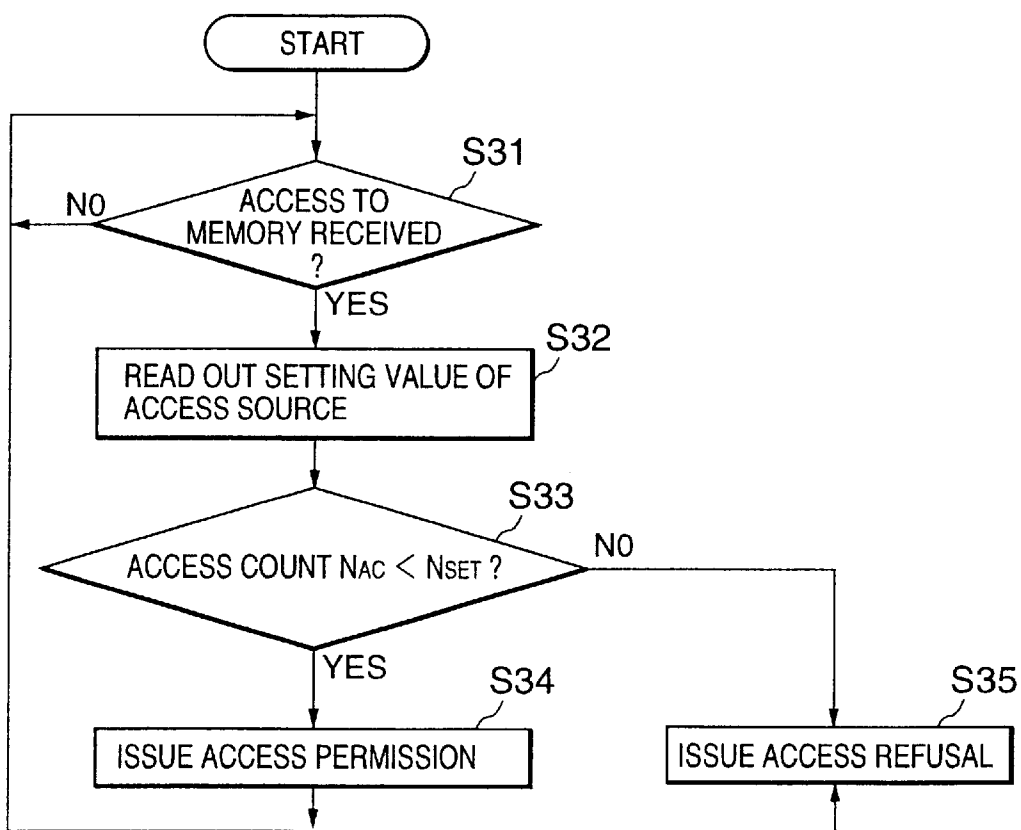 START
S31
NO
ACCESS TO
MEMORY RECEIVED
?
YES
S32
READ OUT SETTING VALUE OF
ACCESS SOURCE
S33
NO
ACCESS COUNT NAC < NSET ?
YES
S34
S35
ISSUE ACCESS PERMISSION
ISSUE ACCESS REFUSAL